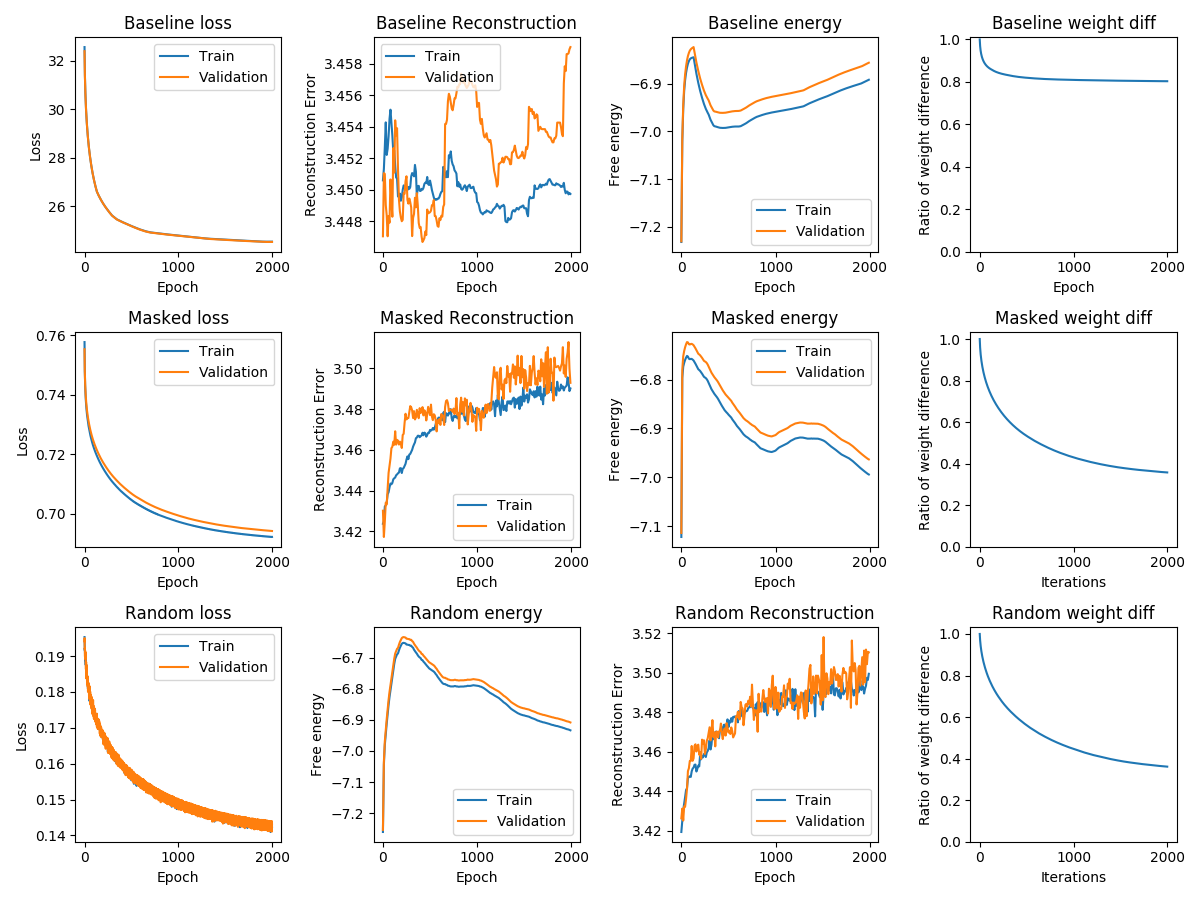 Baseline loss
32
30
28
26
Loss
Train
Validation
0
1000
2000
Epoch
Baseline Reconstruction
3.458
3.456
3.454
3.452
3.450
3.448
Reconstruction Error
Train
Validation
0
1000
2000
Epoch
Baseline energy
−6.9
−7.0
−7.1
−7.2
Free energy
Train
Validation
0
1000
2000
Epoch
Baseline weight diff
1.0
0.8
0.6
0.4
0.2
0.0
Ratio of weight difference
0
1000
2000
Epoch
Masked loss
0.76
0.74
0.72
0.70
Loss
Train
Validation
0
1000
2000
Epoch
Masked Reconstruction
3.50
3.48
3.46
3.44
3.42
Reconstruction Error
Train
Validation
0
1000
2000
Epoch
Masked energy
−6.8
−6.9
−7.0
−7.1
Free energy
Train
Validation
0
1000
2000
Epoch
Masked weight diff
1.0
0.8
0.6
0.4
0.2
0.0
Ratio of weight difference
0
1000
2000
Iterations
Random loss
0.19
0.18
0.17
0.16
0.15
0.14
Loss
Train
Validation
0
1000
2000
Epoch
Random energy
−6.7
−6.8
−6.9
−7.0
−7.1
−7.2
Free energy
Train
Validation
0
1000
2000
Epoch
Random Reconstruction
3.52
3.50
3.48
3.46
3.44
3.42
Reconstruction Error
Train
Validation
0
1000
2000
Epoch
Random weight diff
1.0
0.8
0.6
0.4
0.2
0.0
Ratio of weight difference
0
1000
2000
Iterations